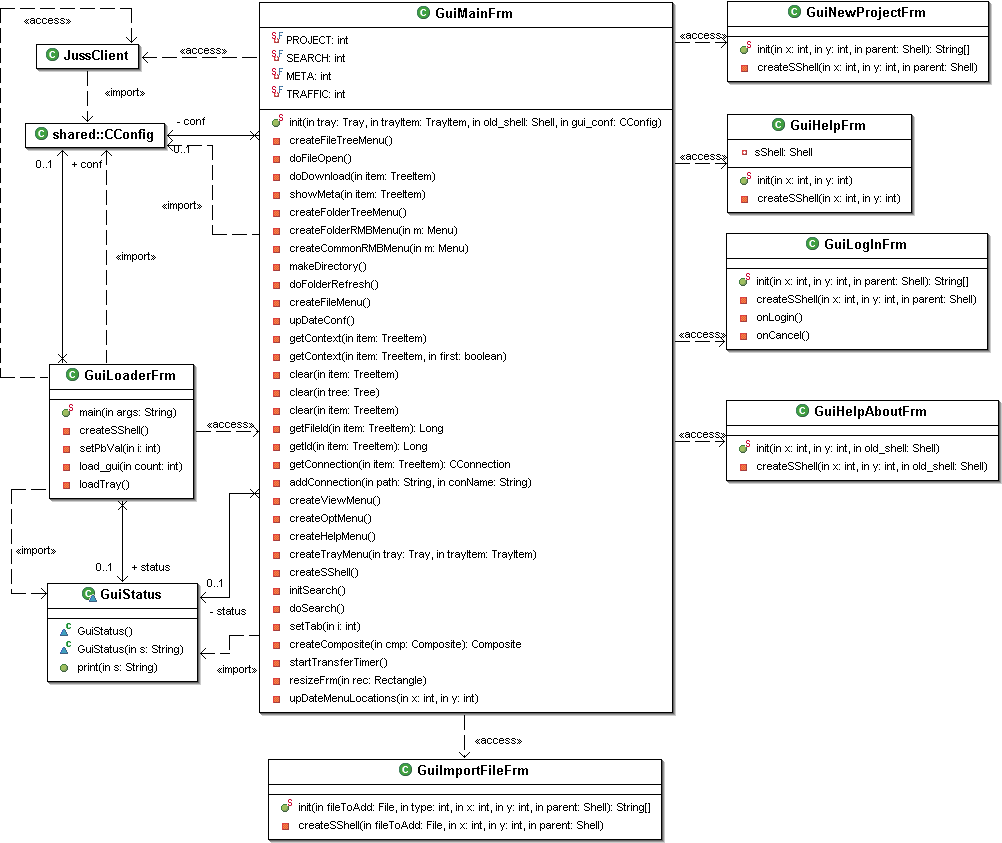 «access»
JussClient
«access»
«import»
shared::CConfig
- conf
0..1
0..1
+ conf
«import»
«import»
GuiLoaderFrm
main(in args: String)
createSShell()
setPbVal(in i: int)
load_gui(in count: int)
loadTray()
«access»
«import»
0..1
+ status
0..1
- status
GuiStatus
GuiStatus()
GuiStatus(in s: String)
print(in s: String)
«import»
GuiMainFrm
PROJECT: int
SEARCH: int
META: int
TRAFFIC: int
init(in tray: Tray, in trayItem: TrayItem, in old_shell: Shell, in gui_conf: CConfig)
createFileTreeMenu()
doFileOpen()
doDownload(in item: TreeItem)
showMeta(in item: TreeItem)
createFolderTreeMenu()
createFolderRMBMenu(in m: Menu)
createCommonRMBMenu(in m: Menu)
makeDirectory()
doFolderRefresh()
createFileMenu()
upDateConf()
getContext(in item: TreeItem)
getContext(in item: TreeItem, in first: boolean)
clear(in item: TreeItem)
clear(in tree: Tree)
clear(in item: TreeItem)
getFileId(in item: TreeItem): Long
getId(in item: TreeItem): Long
getConnection(in item: TreeItem): CConnection
addConnection(in path: String, in conName: String)
createViewMenu()
createOptMenu()
createHelpMenu()
createTrayMenu(in tray: Tray, in trayItem: TrayItem)
createSShell()
initSearch()
doSearch()
setTab(in i: int)
createComposite(in cmp: Composite): Composite
startTransferTimer()
resizeFrm(in rec: Rectangle)
upDateMenuLocations(in x: int, in y: int)
«access»
GuiNewProjectFrm
init(in x: int, in y: int, in parent: Shell): String[]
createSShell(in x: int, in y: int, in parent: Shell)
«access»
GuiHelpFrm
sShell: Shell
init(in x: int, in y: int)
createSShell(in x: int, in y: int)
«access»
GuiLogInFrm
init(in x: int, in y: int, in parent: Shell): String[]
createSShell(in x: int, in y: int, in parent: Shell)
onLogin()
onCancel()
«access»
GuiHelpAboutFrm
init(in x: int, in y: int, in old_shell: Shell)
createSShell(in x: int, in y: int, in old_shell: Shell)
«access»
GuiImportFileFrm
init(in fileToAdd: File, in type: int, in x: int, in y: int, in parent: Shell): String[]
createSShell(in fileToAdd: File, in x: int, in y: int, in parent: Shell)